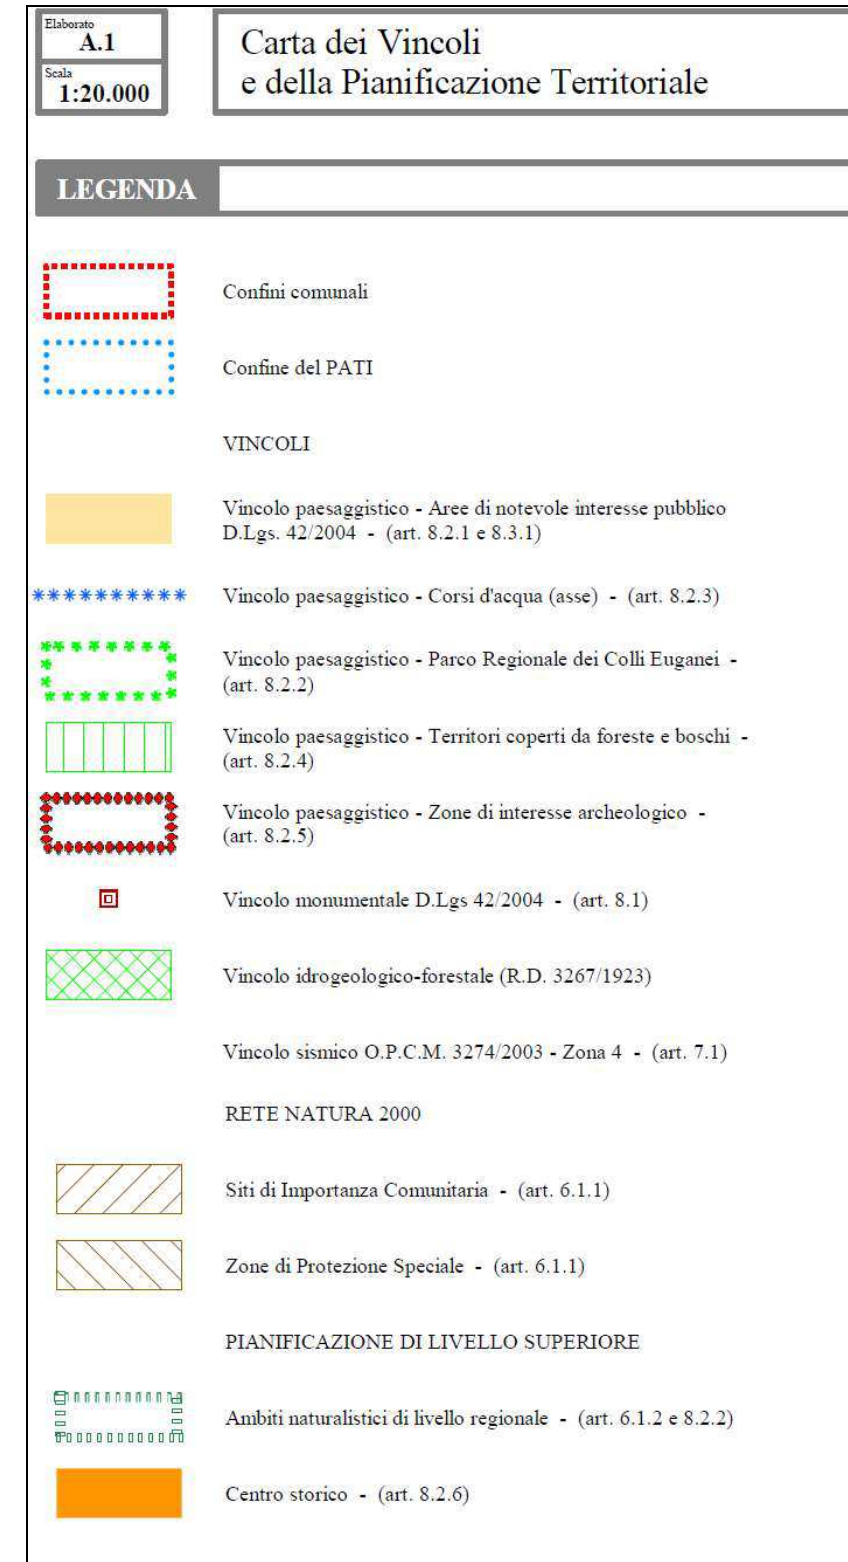 Elaborato
A.1
Scala
1:20.000
Carta dei Vincoli
e della Pianificazione Territoriale
LEGENDA
Confini comunali
Confine del PATI
VINCOLI
Vincolo paesaggistico - Aree di notevole interesse pubblico
D.Lgs. 42/2004 - (art. 8.2.1 e 8.3.1)
Vincolo paesaggistico - Corsi d'acqua (asse) - (art. 8.2.3)
Vincolo paesaggistico - Parco Regionale dei Colli Euganei -
(art. 8.2.2)
Vincolo paesaggistico - Territori coperti da foreste e boschi -
(art. 8.2.4)
Vincolo paesaggistico - Zone di interesse archeologico -
(art. 8.2.5)
Vincolo monumentale D.Lgs 42/2004 - (art. 8.1)
Vincolo idrogeologico-forestale (R.D. 3267/1923)
Vincolo sismico O.P.C.M. 3274/2003 - Zona 4 - (art. 7.1)
RETE NATURA 2000
Siti di Importanza Comunitaria - (art. 6.1.1)
Zone di Protezione Speciale - (art. 6.1.1)
PIANIFICAZIONE DI LIVELLO SUPERIORE
Ambiti naturalistici di livello regionale - (art. 6.1.2 e 8.2.2)
Centro storico - (art. 8.2.6)